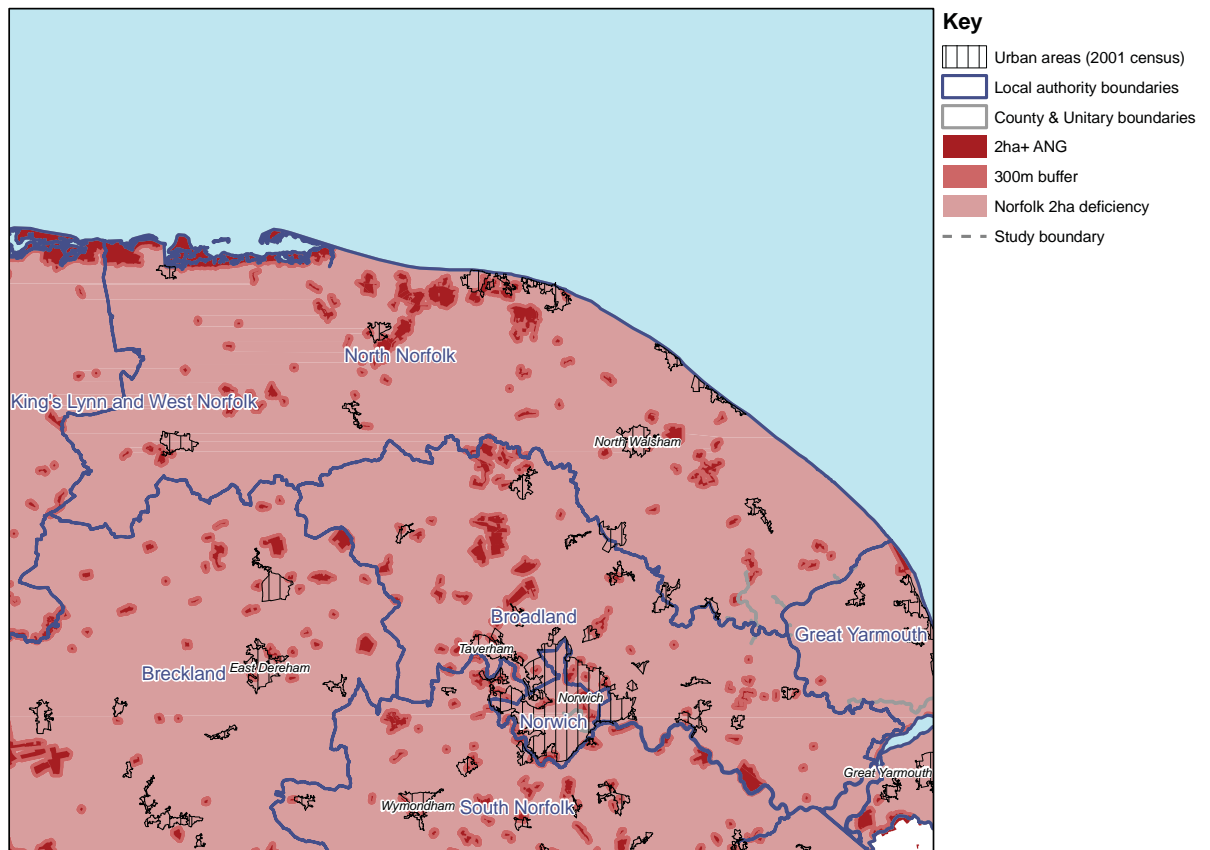 Key
Urban areas (2001 census)
Local authority boundaries
County & Unitary boundaries
2ha+ ANG
300m buffer
Norfolk 2ha deficiency
Study boundary
North Norfolk
King's Lynn and West Norfolk
North Walsham
Broadland
Great Yarmouth
Taverham
East Dereham
Breckland
Norwich
Norwich
Great Yarmouth
Wymondham
South Norfolk